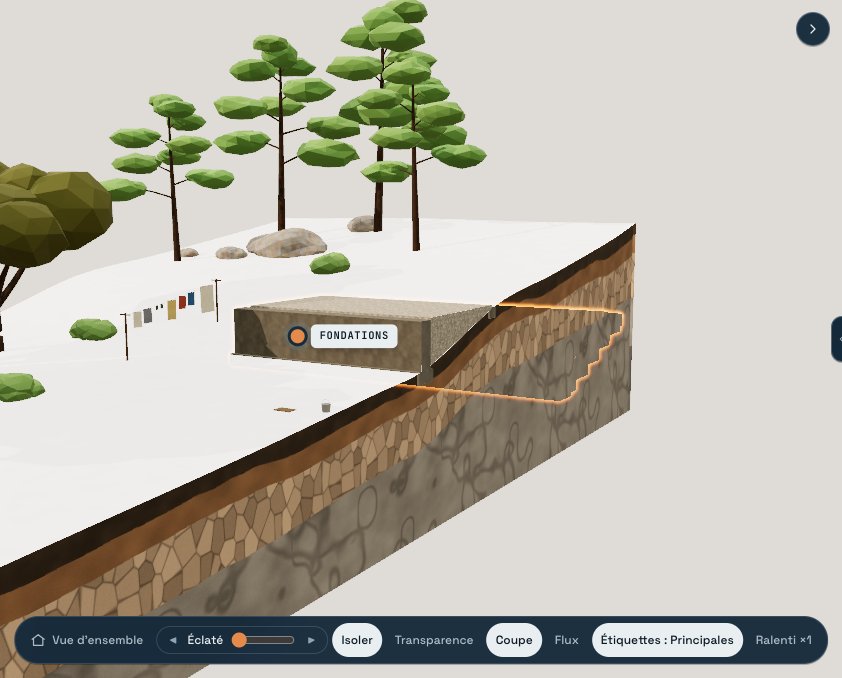 FONDATIONS
Vue d'ensemble
Éclaté
Isoler
Transparence
Coupe
Flux
Étiquettes : Principales
Ralenti ×1